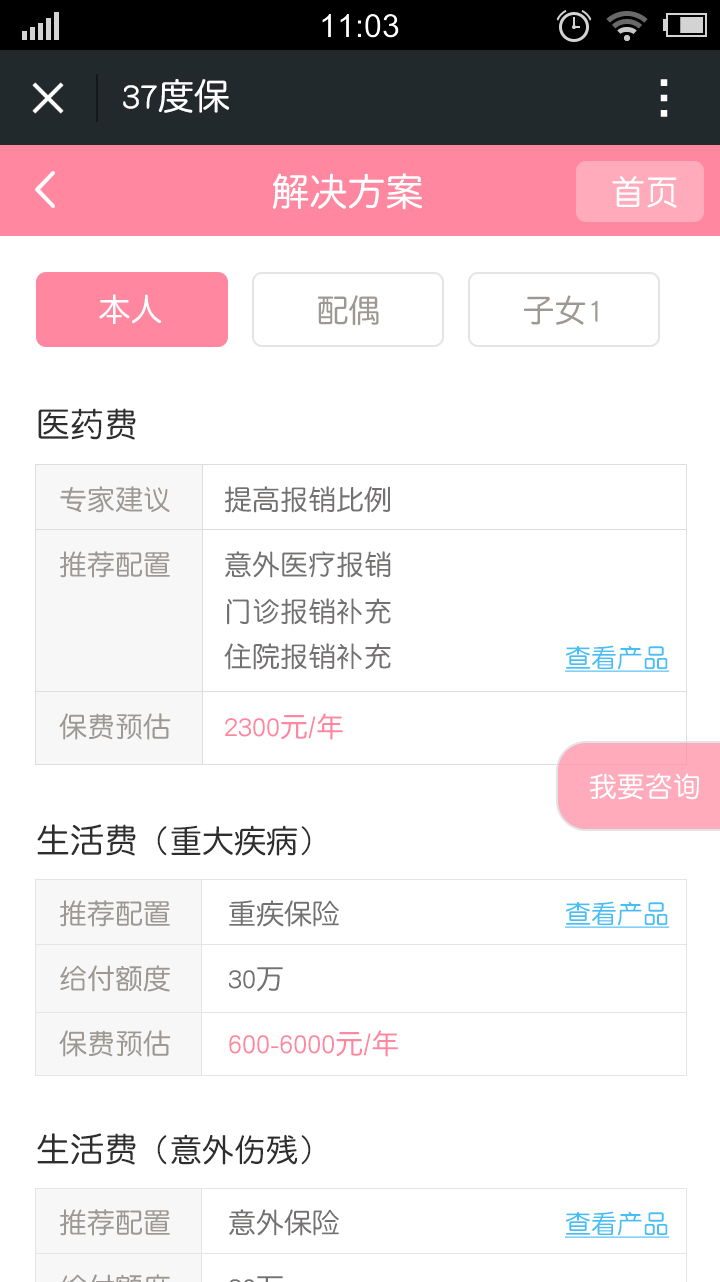 11:03
37度保
解决方案
首页
本人
配偶
子女1
医药费
专家建议
提高报销比例
推荐配置
意外医疗报销
门诊报销补充
住院报销补充
查看产品
保费预估
2300元/年
我要咨询
生活费（重大疾病）
推荐配置
重疾保险
查看产品
给付额度
30万
保费预估
600-6000元/年
生活费（意外伤残）
推荐配置
意外保险
查看产品
给付额度